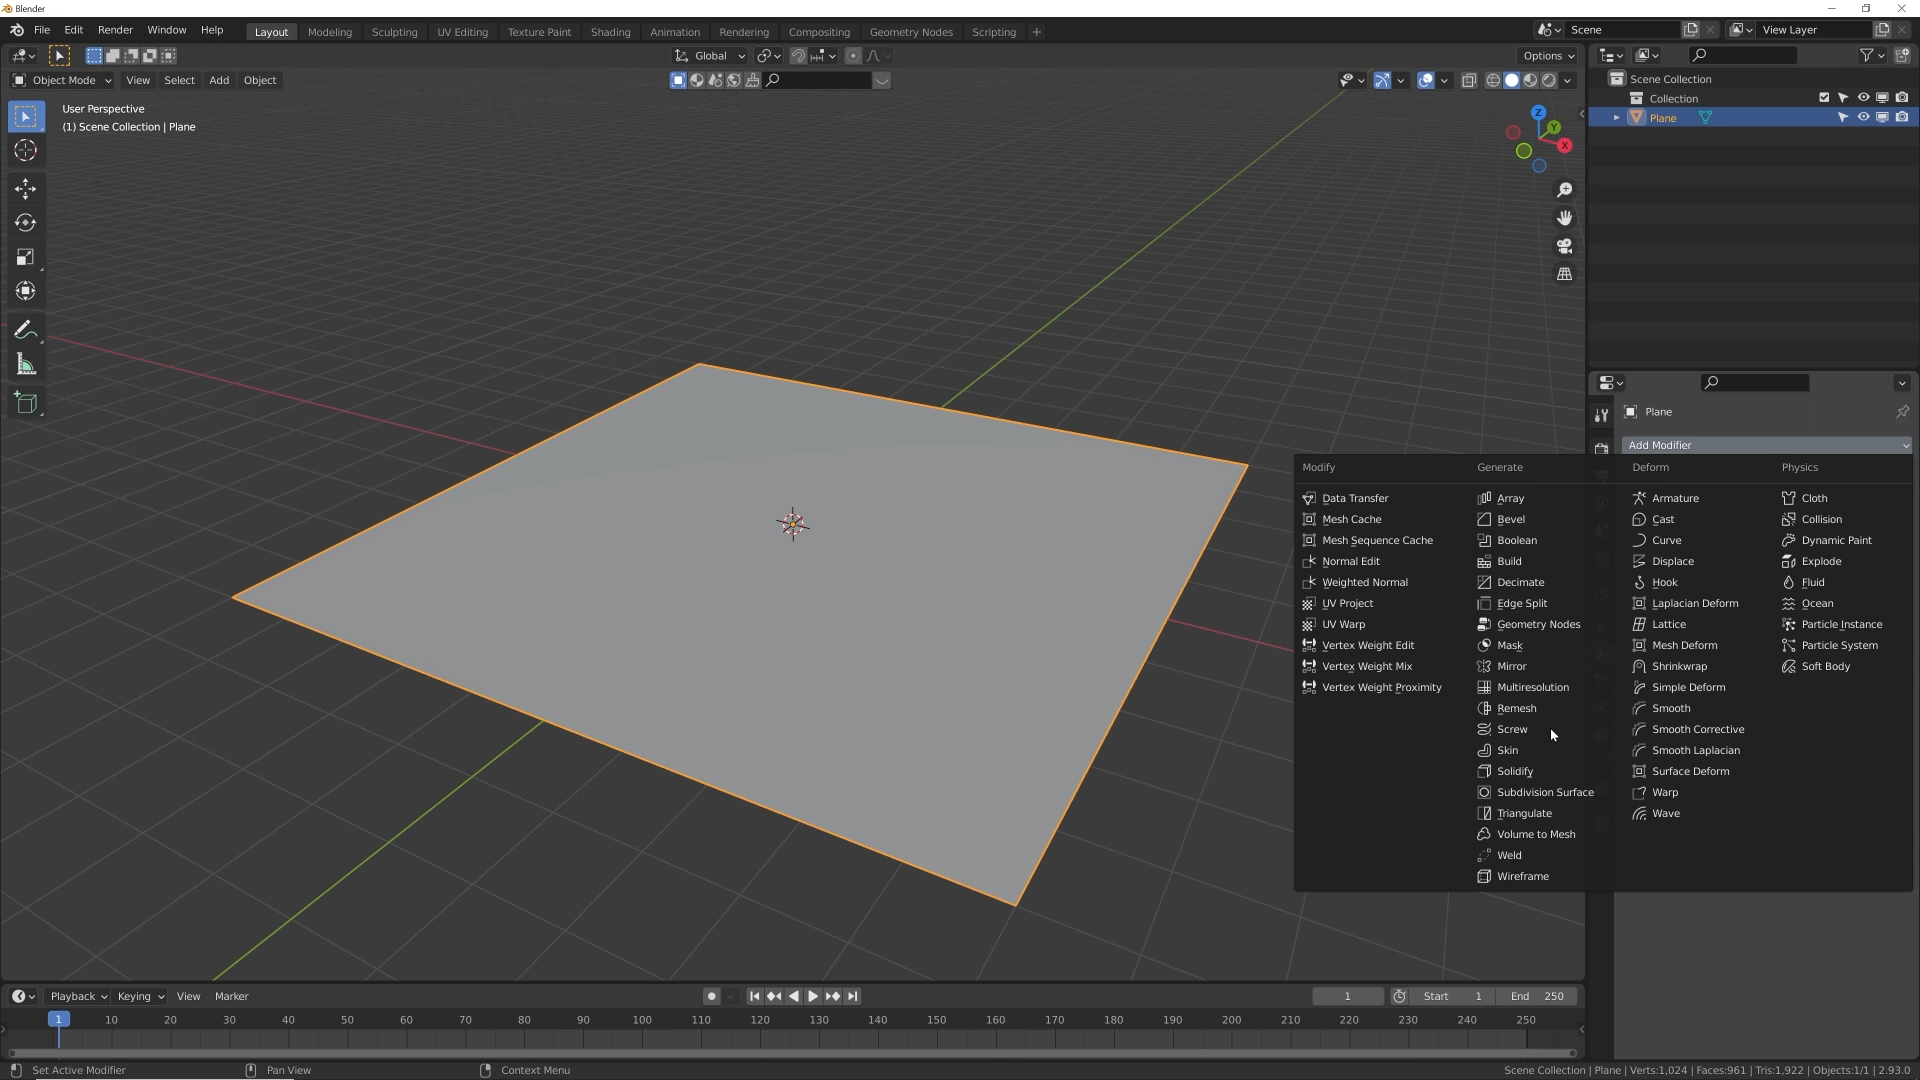 Blender
File Edit Render Window Help Layout Modeling Sculpting UV Editing Texture Paint Shading Animation Rendering Compositing Geometry Nodes Scripting + Scene View Layer
Global Options
Object Mode View Select Add Object
User Perspective
(1) Scene Collection | Plane
Z
Y
X
Scene Collection
Collection
Plane
Plane
Add Modifier
Modify Generate Deform Physics
Data Transfer Array Armature Cloth
Mesh Cache Bevel Cast Collision
Mesh Sequence Cache Boolean Curve Dynamic Paint
Normal Edit Build Displace Explode
Weighted Normal Decimate Hook Fluid
UV Project Edge Split Laplacian Deform Ocean
UV Warp Geometry Nodes Lattice Particle Instance
Vertex Weight Edit Mask Mesh Deform Particle System
Vertex Weight Mix Mirror Shrinkwrap Soft Body
Vertex Weight Proximity Multiresolution Simple Deform
Remesh Smooth
Screw Smooth Corrective
Skin Smooth Laplacian
Solidify Surface Deform
Subdivision Surface Warp
Triangulate Wave
Volume to Mesh
Weld
Wireframe
Playback Keying View Marker 1 Start 1 End 250
1 10 20 30 40 50 60 70 80 90 100 110 120 130 140 150 160 170 180 190 200 210 220 230 240 250
Set Active Modifier Pan View Context Menu Scene Collection | Plane | Verts:1,024 | Faces:961 | Tris:1,922 | Objects:1/1 | 2.93.0